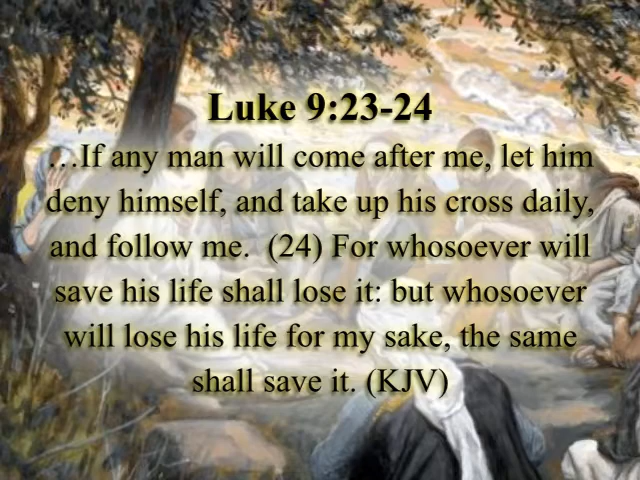 Luke 9:23-24
…If any man will come after me, let him
deny himself, and take up his cross daily,
and follow me.  (24) For whosoever will
save his life shall lose it: but whosoever
will lose his life for my sake, the same
shall save it. (KJV)